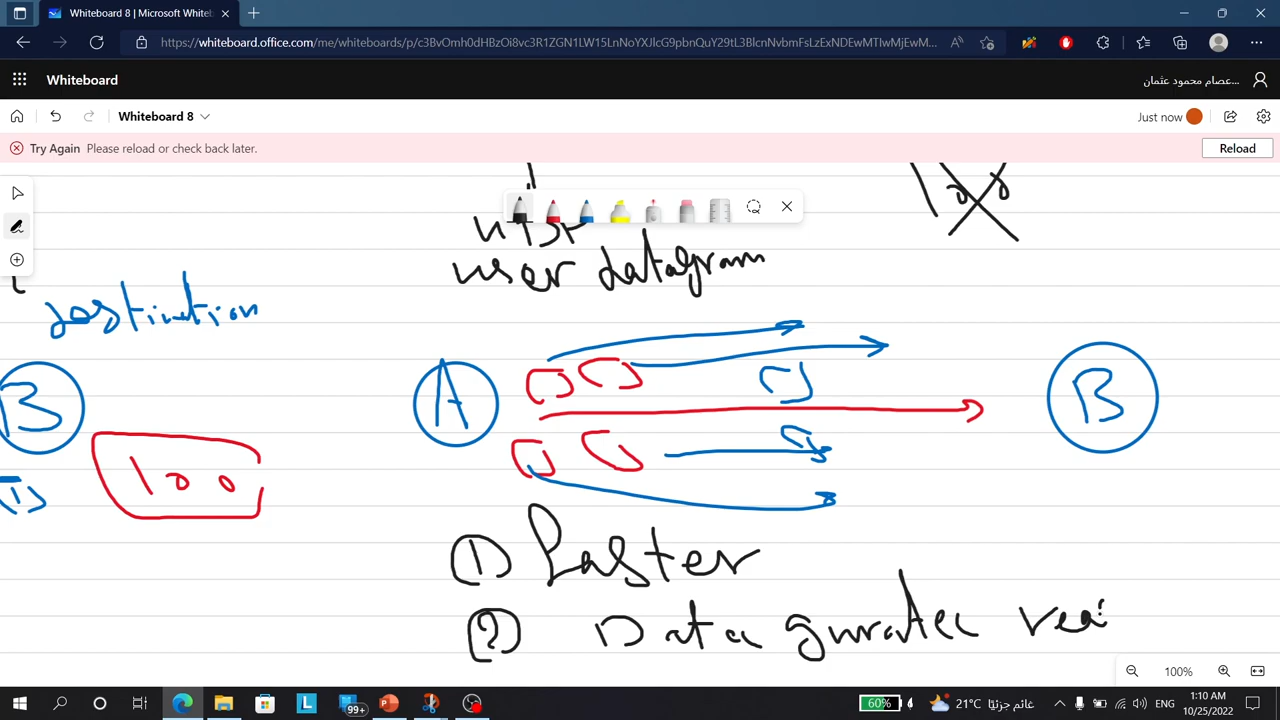 Whiteboard 8 | Microsoft Whiteb
https://whiteboard.office.com/me/whiteboards/p/c3BvOmh0dHBzOi8vc3R1ZGN1LW15LnNoYXJlcG9pbnQuY29tL3BlcnNvbmFsLzExNDEwMTIwMjEwM...
Whiteboard
عصام محمود عثمان...
Whiteboard 8
Just now
Try Again Please reload or check back later.
Reload
user datagram
destination
A
B
B
100
① Faster
② Data guratee
100%
99+
60%
21°C غائم جزئيًا
ENG
1:10 AM
10/25/2022